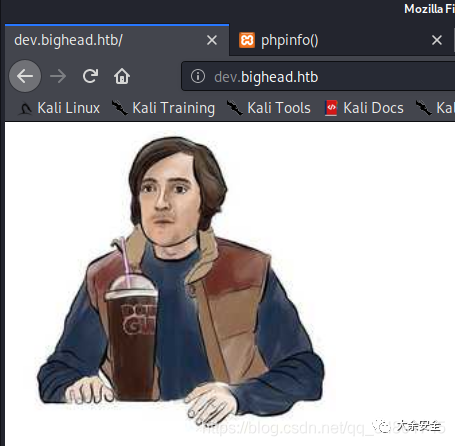 Mozilla Fi
dev.bighead.htb/
phpinfo()
dev.bighead.htb
Kali Linux
Kali Training
Kali Tools
Kali Docs
Ka
https://blog.csdn.net/qq_
大余安全